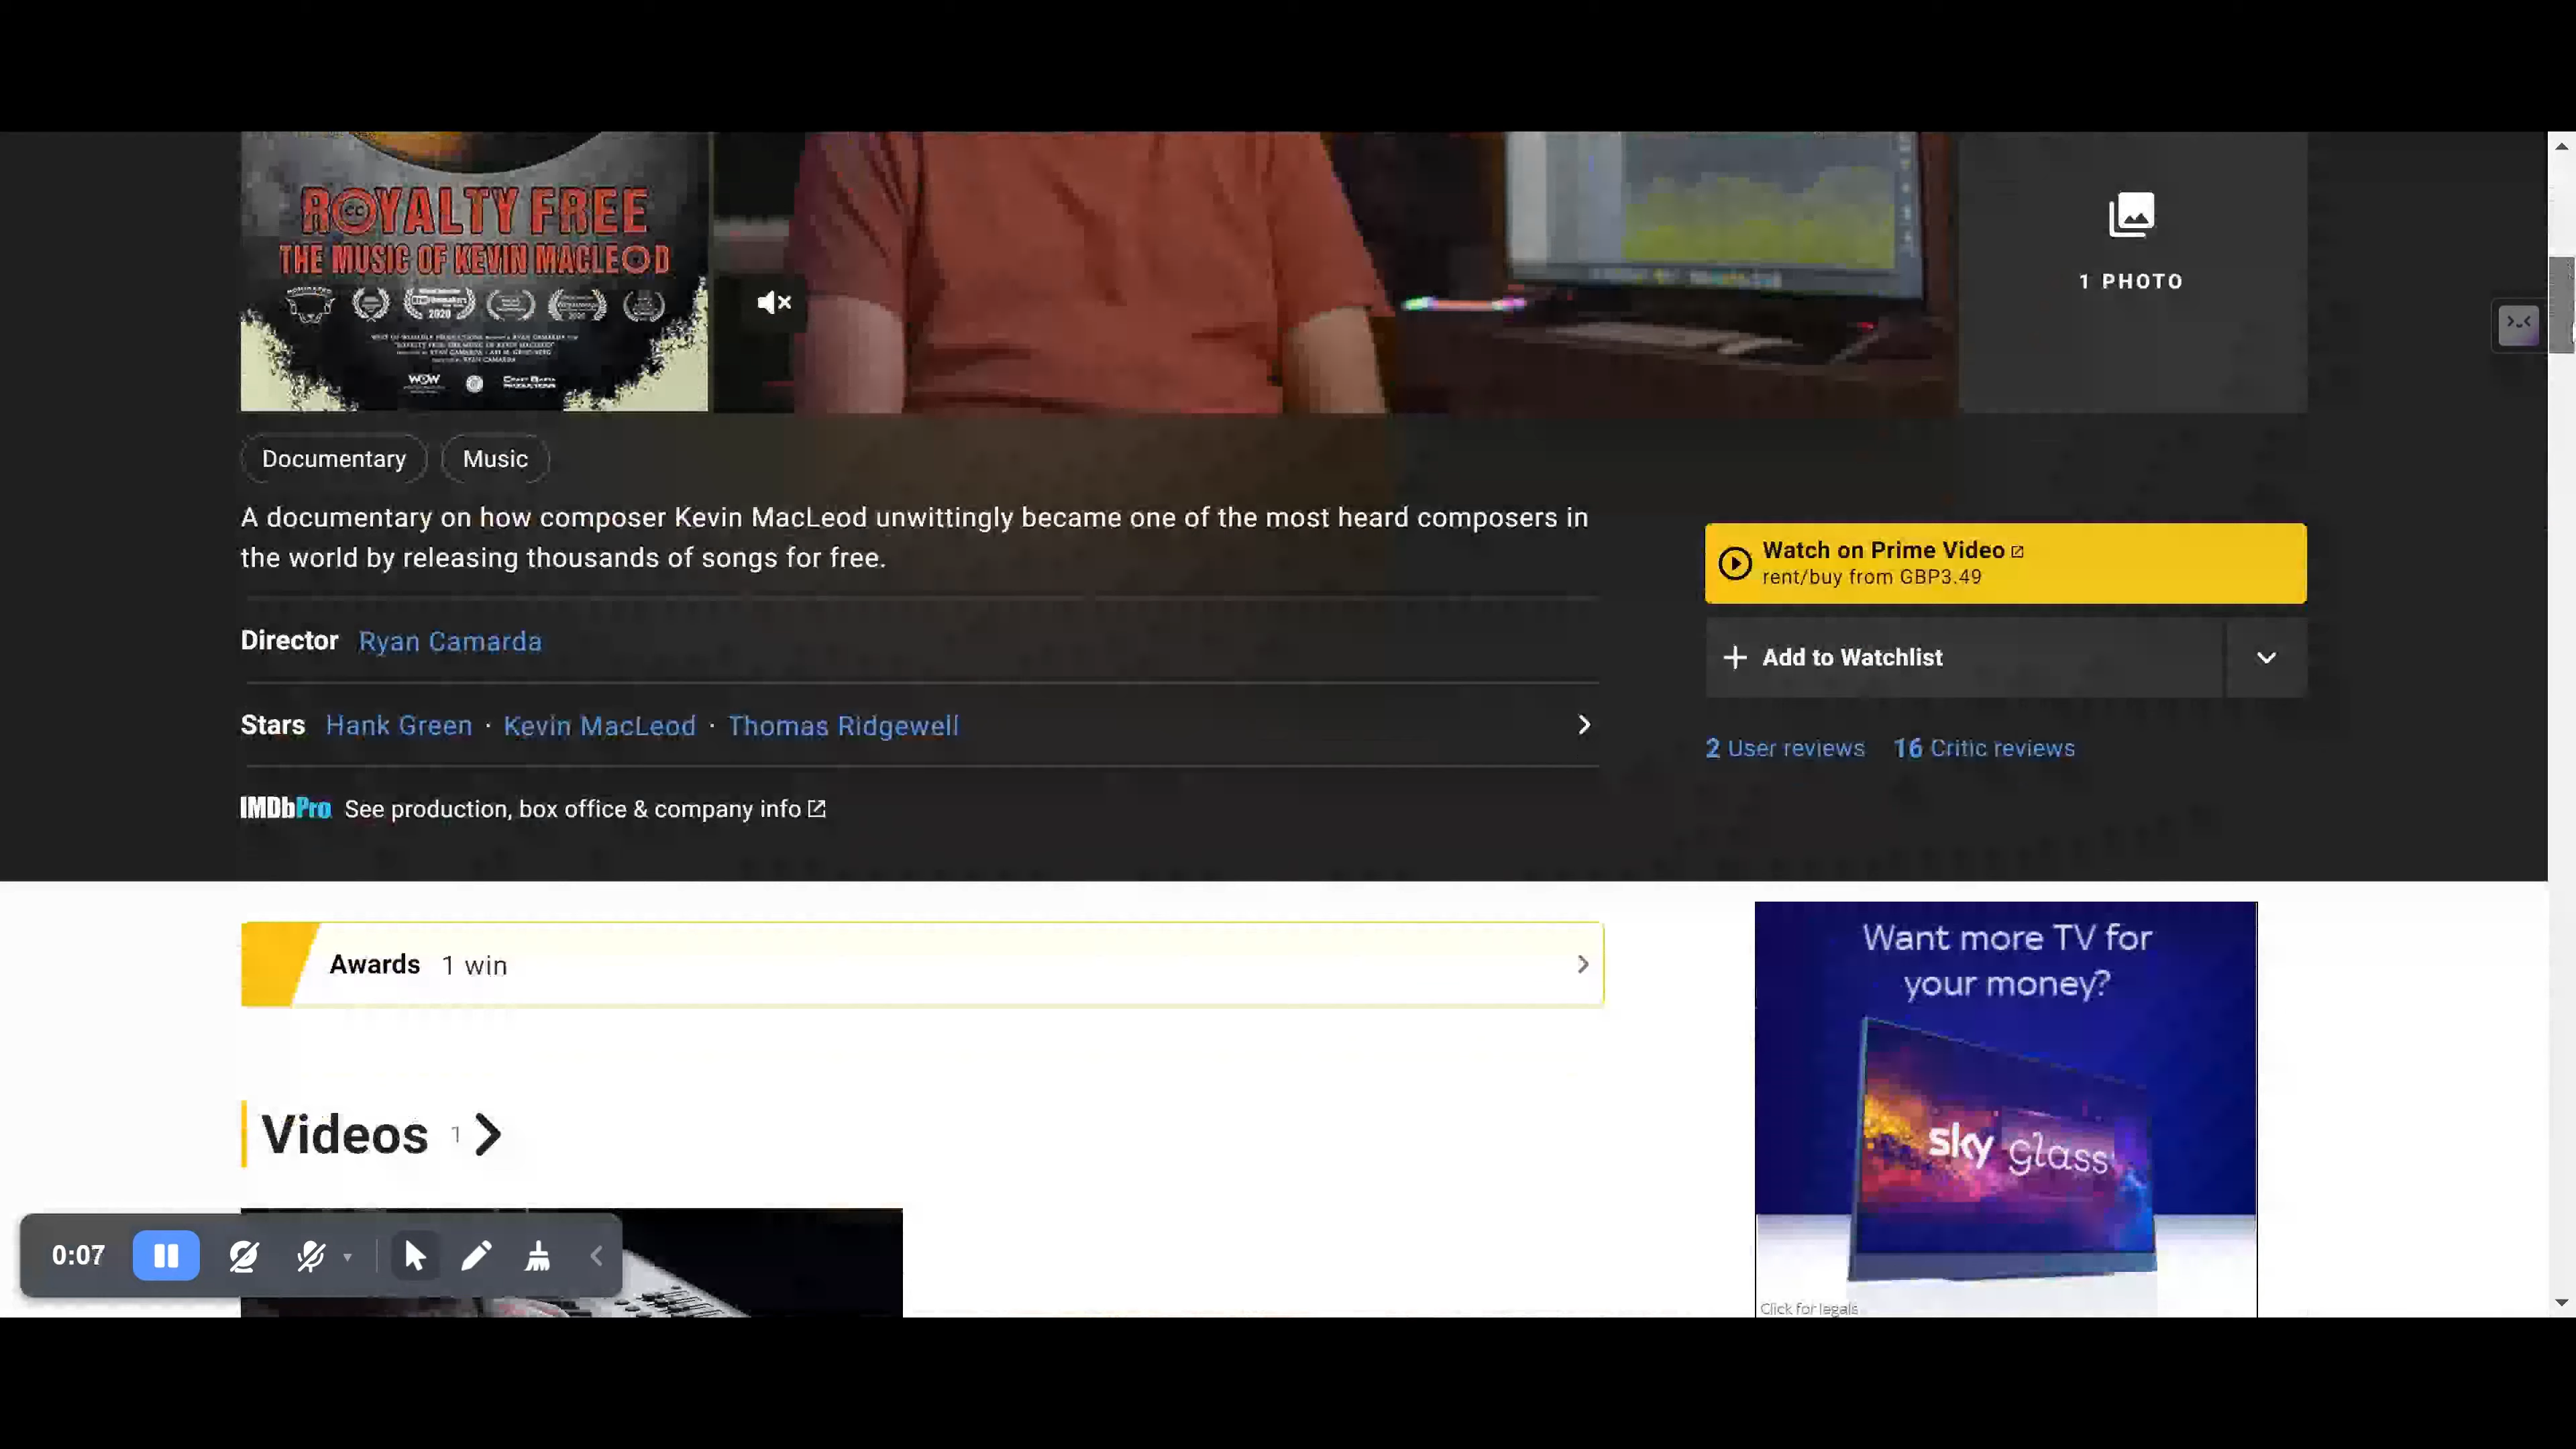 ROYALTY FREE
THE MUSIC OF KEVIN MACLEOD
2020
WOW
1 PHOTO
Documentary
Music
A documentary on how composer Kevin MacLeod unwittingly became one of the most heard composers in
the world by releasing thousands of songs for free.
Watch on Prime Video
rent/buy from GBP3.49
Director Ryan Camarda
Add to Watchlist
Stars Hank Green · Kevin MacLeod · Thomas Ridgewell
2 User reviews 16 Critic reviews
IMDbPro See production, box office & company info
Awards 1 win
Want more TV for
your money?
Videos 1
sky glass
0:07
Click for legals